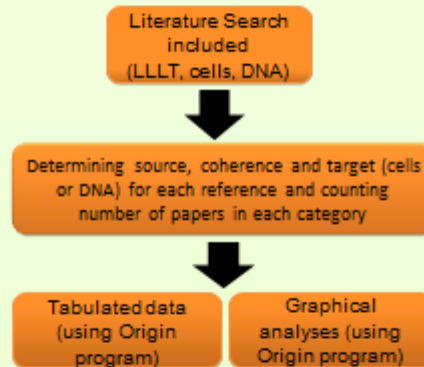 Literature Search
included
(LLLT, cells, DNA)
Determining source, coherence and target (cells
or DNA) for each reference and counting
number of papers in each category
Tabulated data
(using Origin
program)
Graphical
analyses (using
Origin program)